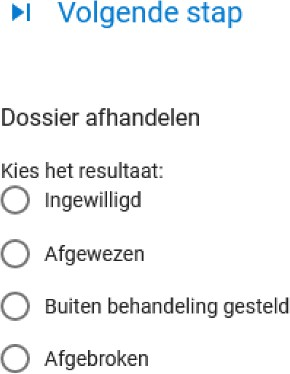 Volgende stap
Dossier afhandelen
Kies het resultaat:
Ingewilligd
Afgewezen
Buiten behandeling gesteld
Afgebroken